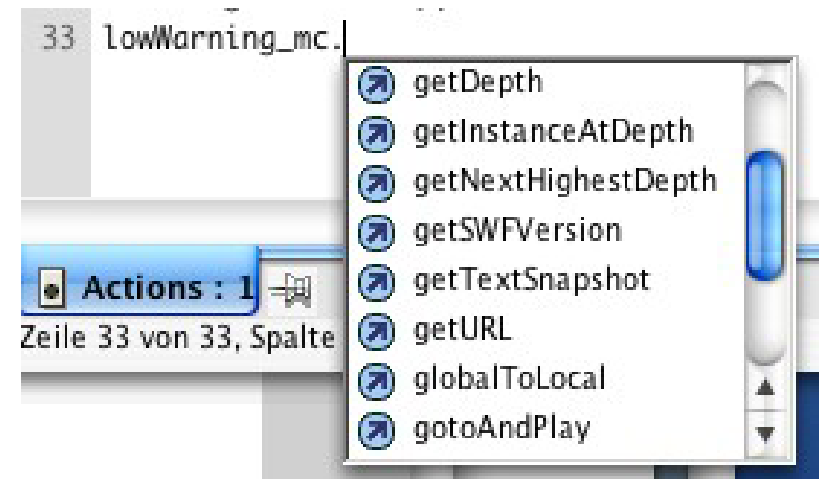 33 lowWarning_mc.
getDepth
getInstanceAtDepth
getNextHighestDepth
getSWFVersion
getTextSnapshot
getURL
globalToLocal
gotoAndPlay
Actions : 1
Zeile 33 von 33, Spalte